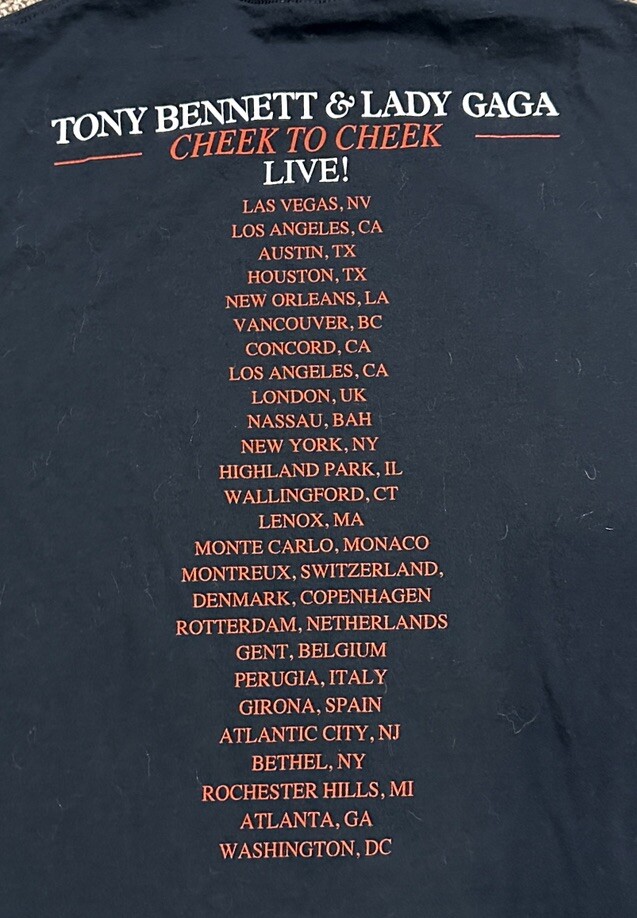 TONY BENNETT & LADY GAGA
CHEEK TO CHEEK
LIVE!
LAS VEGAS, NV
LOS ANGELES, CA
AUSTIN, TX
HOUSTON, TX
NEW ORLEANS, LA
VANCOUVER, BC
CONCORD, CA
LOS ANGELES, CA
LONDON, UK
NASSAU, BAH
NEW YORK, NY
HIGHLAND PARK, IL
WALLINGFORD, CT
LENOX, MA
MONTE CARLO, MONACO
MONTREUX, SWITZERLAND,
DENMARK, COPENHAGEN
ROTTERDAM, NETHERLANDS
GENT, BELGIUM
PERUGIA, ITALY
GIRONA, SPAIN
ATLANTIC CITY, NJ
BETHEL, NY
ROCHESTER HILLS, MI
ATLANTA, GA
WASHINGTON, DC